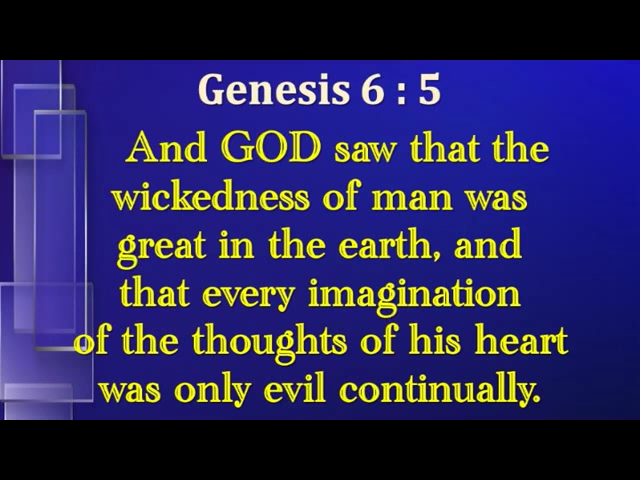 Genesis 6 : 5
And GOD saw that the
wickedness of man was
great in the earth, and
that every imagination
of the thoughts of his heart
was only evil continually.